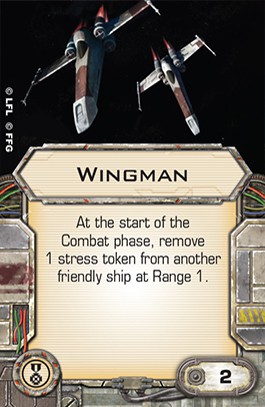 © LFL © FFG
WINGMAN
At the start of the
Combat phase, remove
1 stress token from another
friendly ship at Range 1.
2